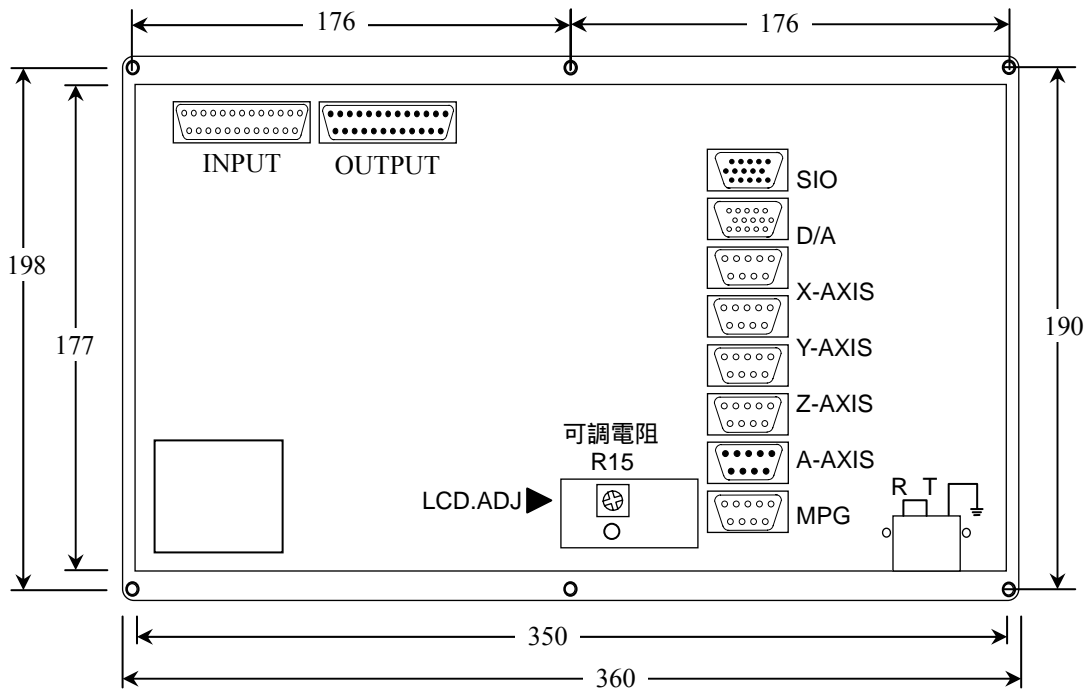 176
176
INPUT
OUTPUT
SIO
D/A
198
X-AXIS
190
177
Y-AXIS
Z-AXIS
可調電阻
R15
A-AXIS
LCD.ADJ
MPG
R T
350
360